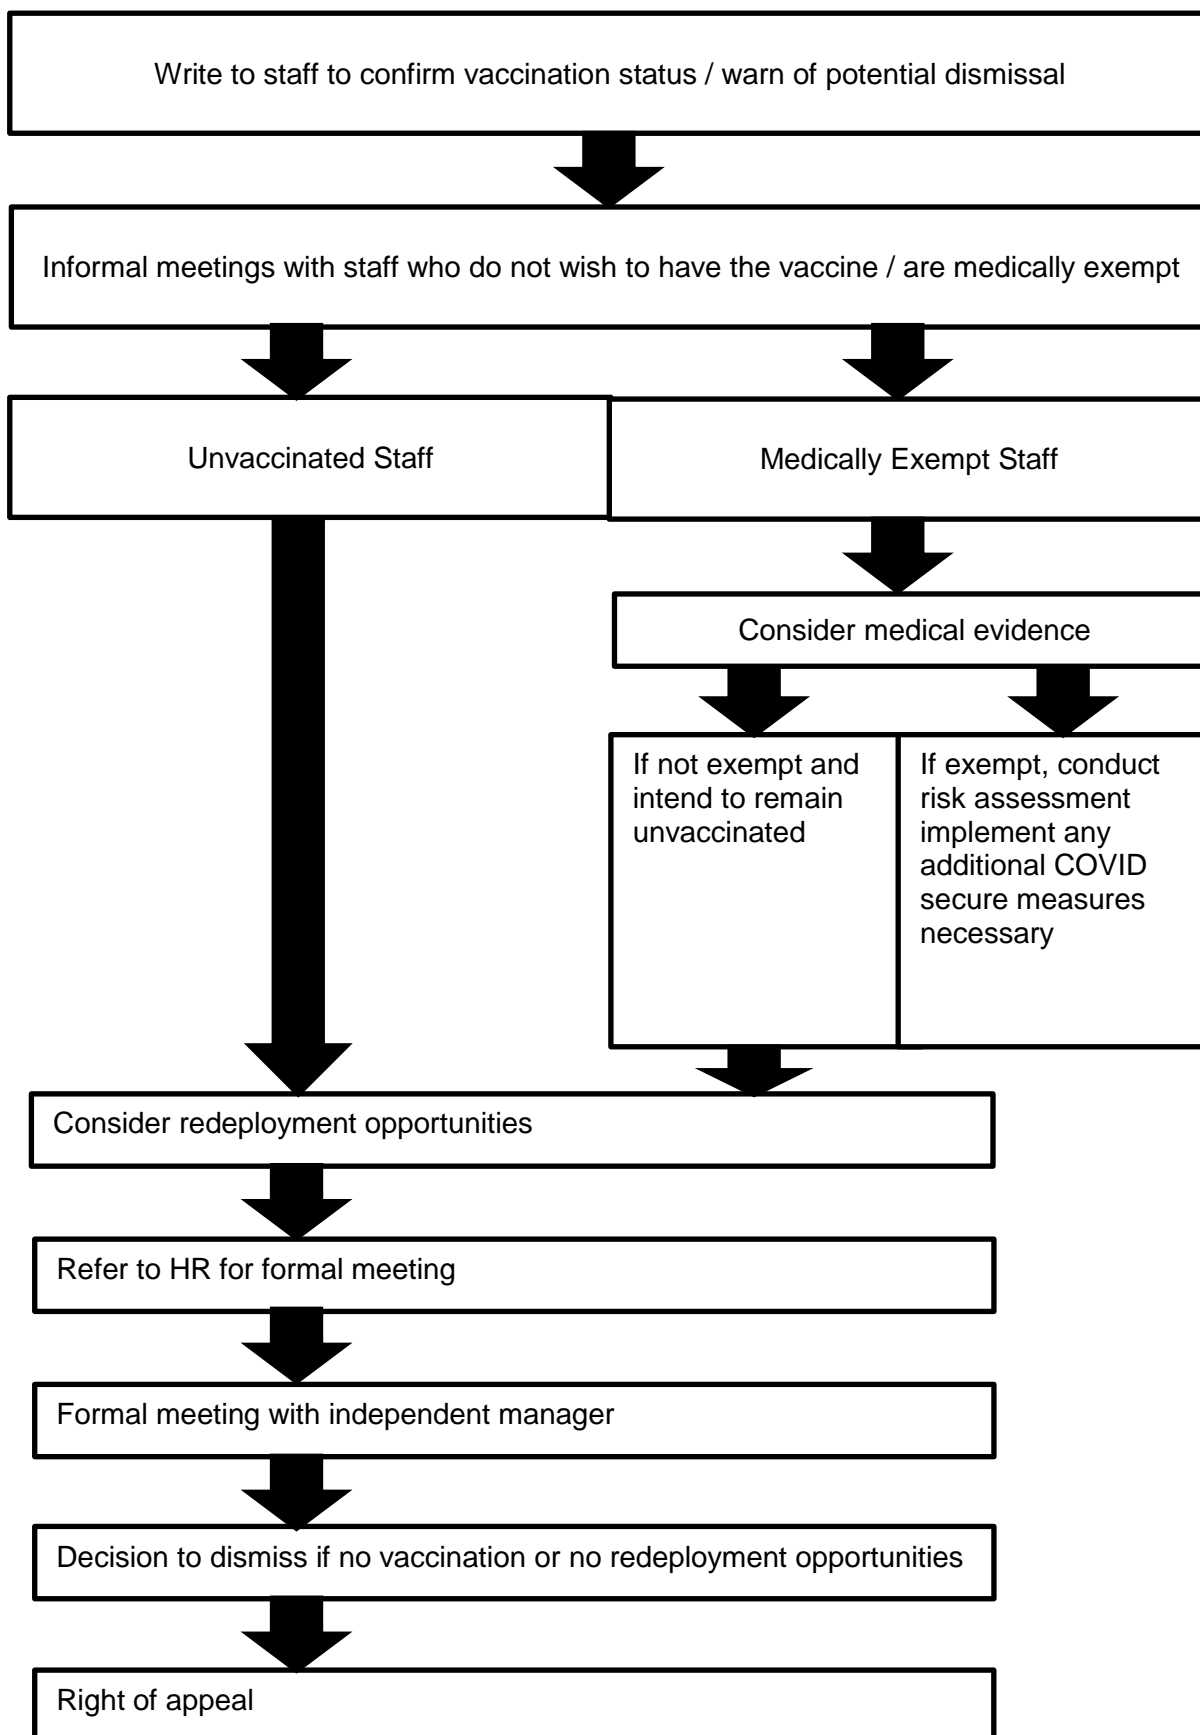 Write to staff to confirm vaccination status / warn of potential dismissal
Informal meetings with staff who do not wish to have the vaccine / are medically exempt
Unvaccinated Staff
Medically Exempt Staff
Consider medical evidence
If not exempt and
intend to remain
unvaccinated
If exempt, conduct
risk assessment
implement any
additional COVID
secure measures
necessary
Consider redeployment opportunities
Refer to HR for formal meeting
Formal meeting with independent manager
Decision to dismiss if no vaccination or no redeployment opportunities
Right of appeal